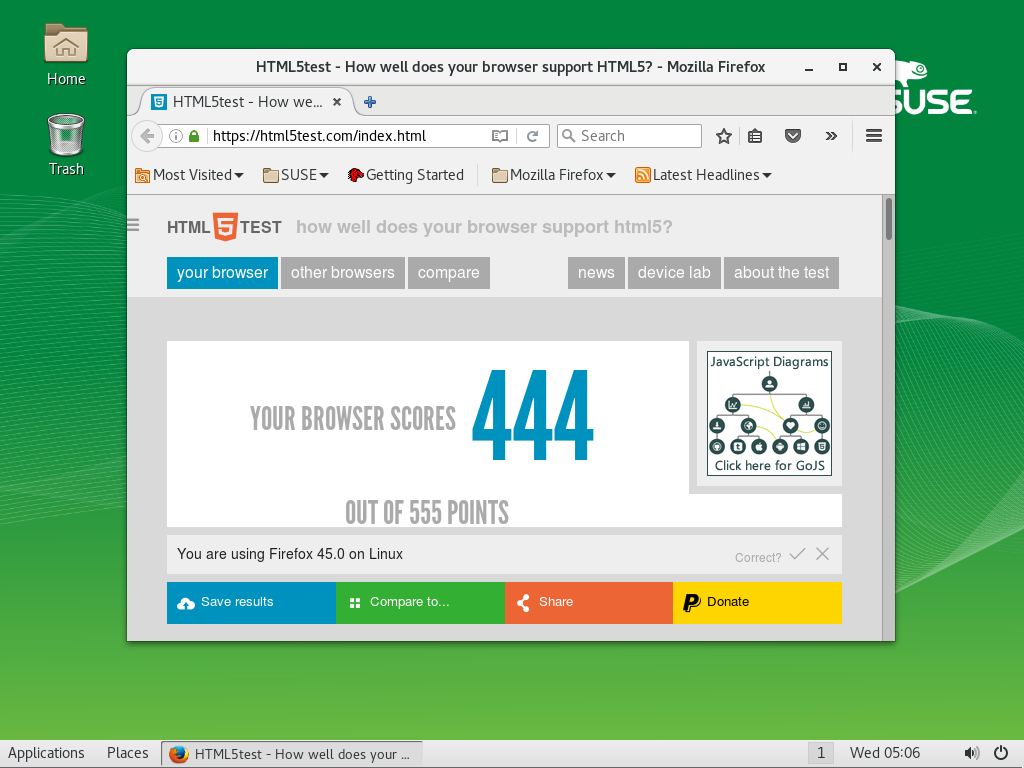 Home
Trash
SUSE
HTML5test - How well does your browser support HTML5? - Mozilla Firefox
HTML5test - How we...
https://html5test.com/index.html
Search
Most Visited
SUSE
Getting Started
Mozilla Firefox
Latest Headlines
HTML5TEST how well does your browser support html5?
your browser
other browsers
compare
news
device lab
about the test
YOUR BROWSER SCORES 444
OUT OF 555 POINTS
JavaScript Diagrams
Click here for GoJS
You are using Firefox 45.0 on Linux
Correct?
Save results
Compare to...
Share
Donate
Applications
Places
HTML5test - How well does your ...
1
Wed 05:06